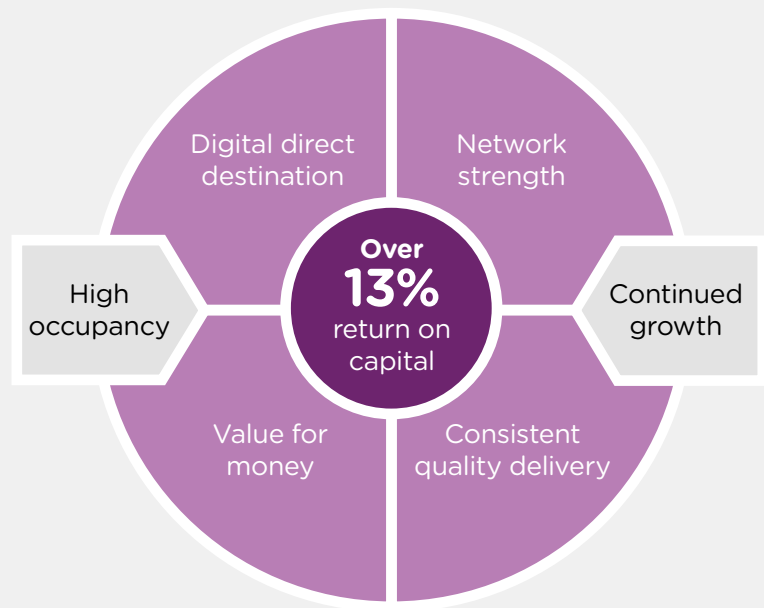 Digital direct
destination
Network
strength
High
occupancy
Over
13%
return on
capital
Continued
growth
Value for
money
Consistent
quality delivery